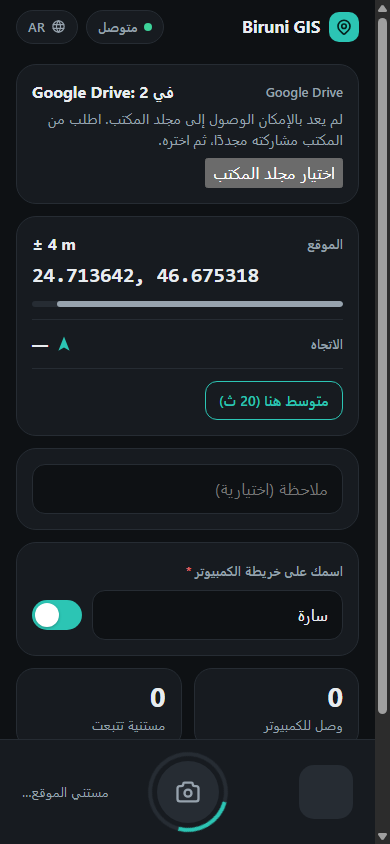 Biruni GIS
متوصل
AR
Google Drive
Google Drive: 2 في
لم يعد بالإمكان الوصول إلى مجلد المكتب. اطلب من
المكتب مشاركته مجددًا، ثم اختره.
اختيار مجلد المكتب
الموقع
± 4 m
24.713642, 46.675318
الاتجاه
—
متوسط هنا (20 ث)
ملاحظة (اختيارية)
اسمك على خريطة الكمبيوتر *
سارة
0
وصل للكمبيوتر
0
مستنية تتبعت
مستني الموقع...